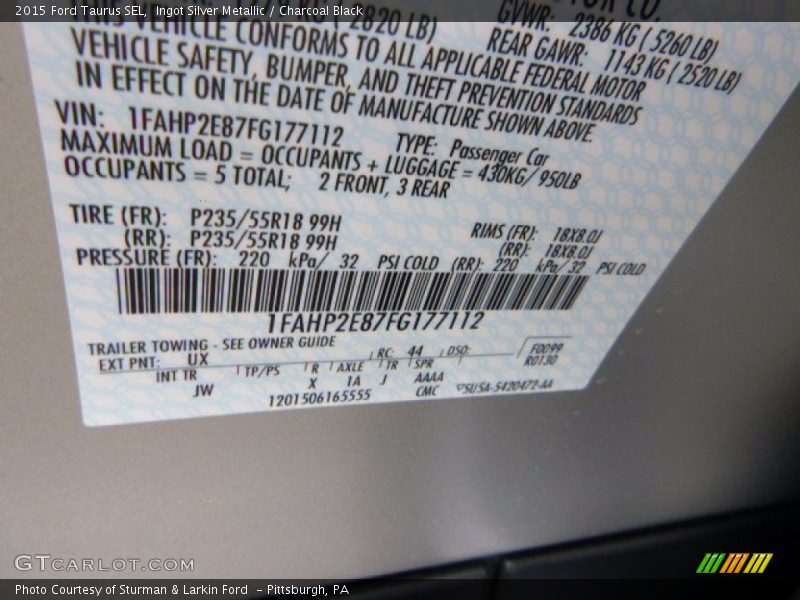 2015 Ford Taurus SEL, Ingot Silver Metallic / Charcoal Black
2820 LB) GVWR: 2386 KG ( 5260 LB)
REAR GAWR: 1143 KG ( 2520 LB)
VEHICLE CONFORMS TO ALL APPLICABLE FEDERAL MOTOR
VEHICLE SAFETY, BUMPER, AND THEFT PREVENTION STANDARDS
IN EFFECT ON THE DATE OF MANUFACTURE SHOWN ABOVE.
VIN: 1FAHP2E87FG177112 TYPE: Passenger Car
MAXIMUM LOAD = OCCUPANTS + LUGGAGE = 430KG/950LB
OCCUPANTS = 5 TOTAL; 2 FRONT, 3 REAR
TIRE (FR): P235/55R18 99H RIMS (FR): 18X8.0J
(RR): P235/55R18 99H (RR): 18X8.0J
PRESSURE (FR): 220 kPa/ 32 PSI COLD (RR): 220 kPa/ 32 PSI COLD
1FAHP2E87FG177112
TRAILER TOWING - SEE OWNER GUIDE
EXT PNT: UX RC: 44 DSO: F0099
R0130
INT TR TP/PS R AXLE TR SPR
JW X 1A J AAAA
1201506165555 CMC
GTCARLOT.COM
Photo Courtesy of Sturman & Larkin Ford - Pittsburgh, PA